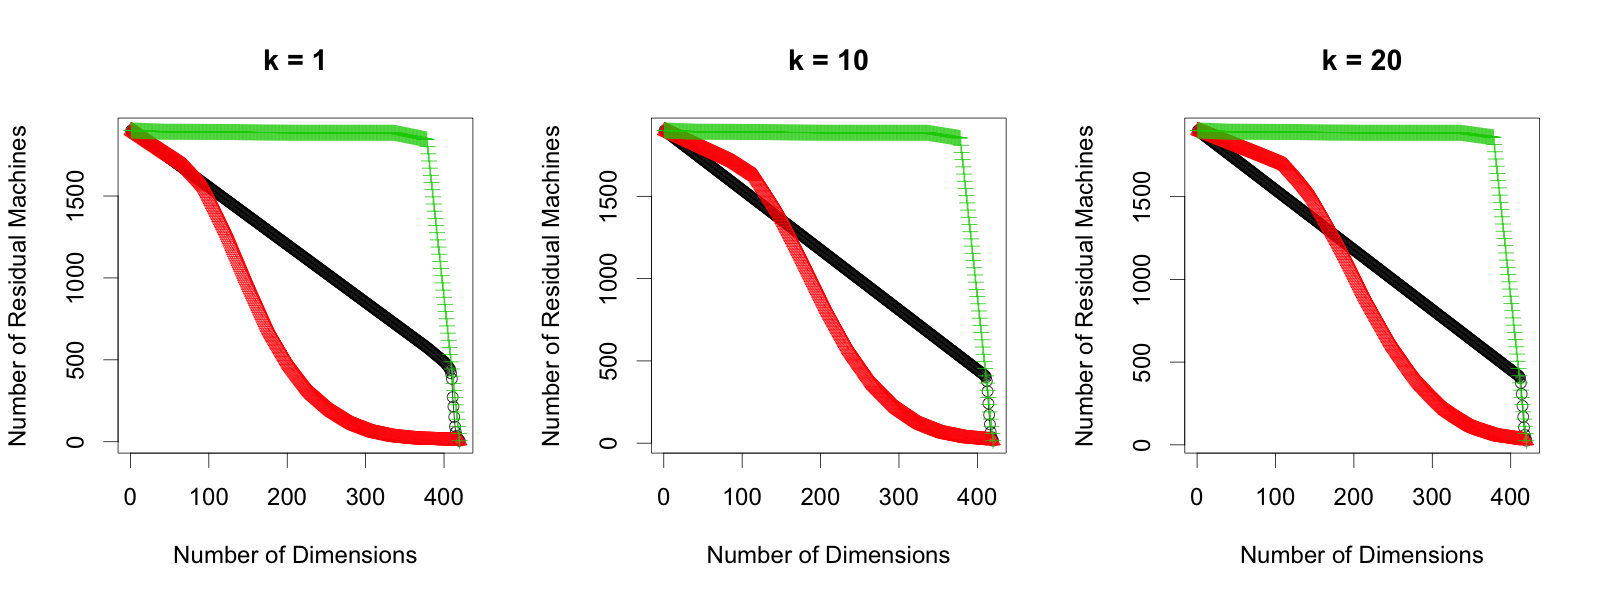 k = 1
Number of Residual Machines
1500
1000
500
0
0 100 200 300 400
Number of Dimensions
k = 10
Number of Residual Machines
1500
1000
500
0
0 100 200 300 400
Number of Dimensions
k = 20
Number of Residual Machines
1500
1000
500
0
0 100 200 300 400
Number of Dimensions